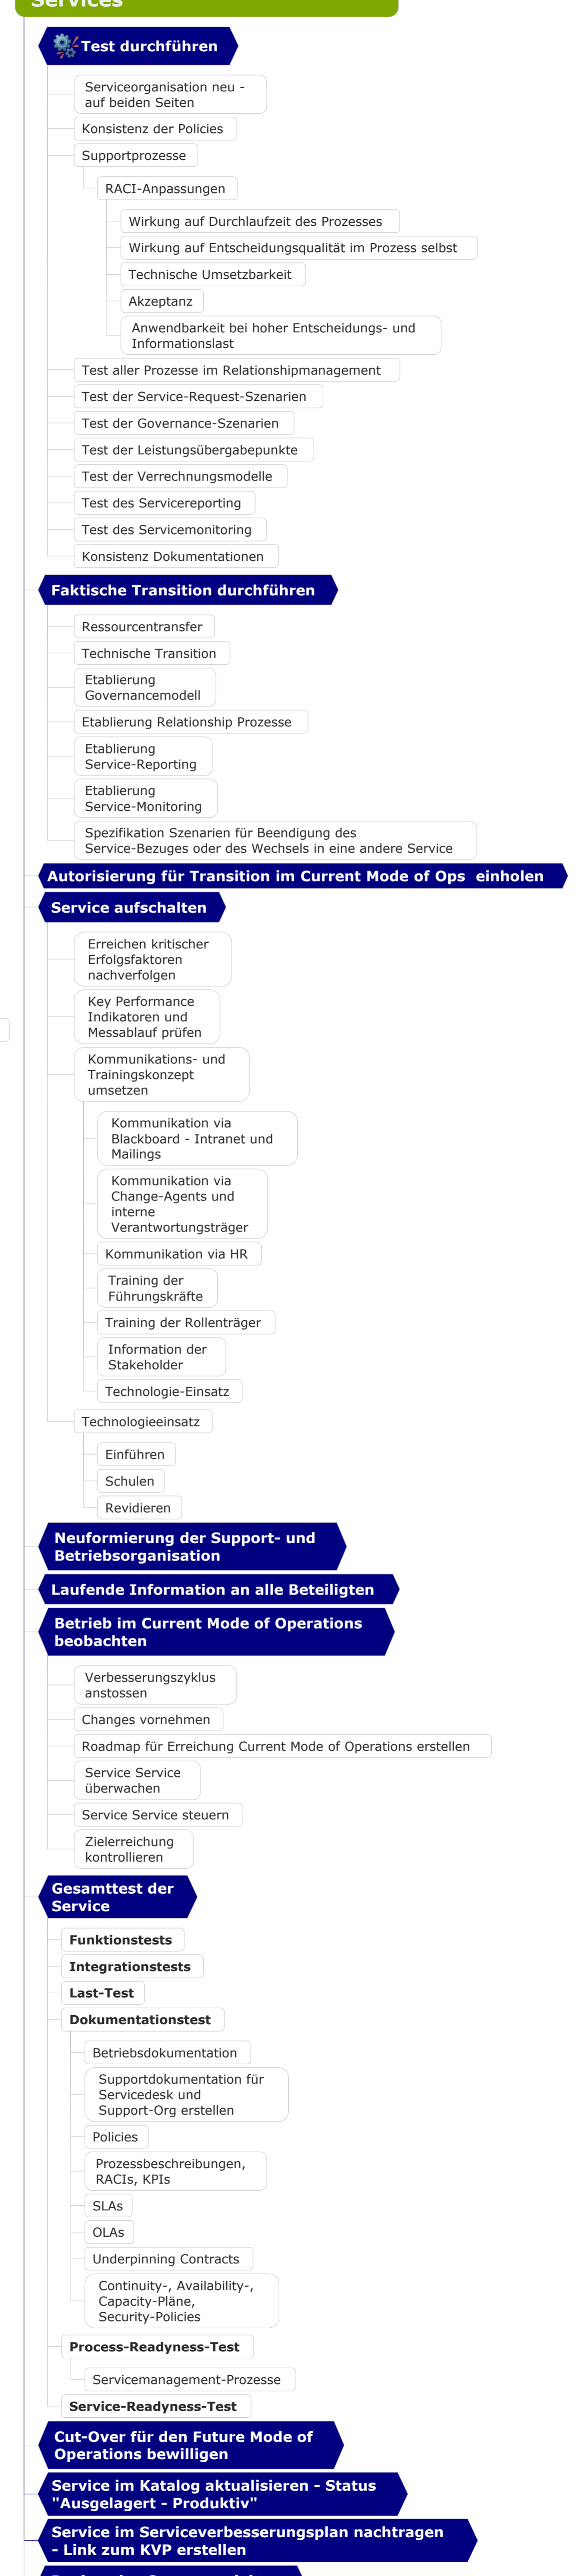 Services
Test durchführen
Serviceorganisation neu -
auf beiden Seiten
Konsistenz der Policies
Supportprozesse
RACI-Anpassungen
Wirkung auf Durchlaufzeit des Prozesses
Wirkung auf Entscheidungsqualität im Prozess selbst
Technische Umsetzbarkeit
Akzeptanz
Anwendbarkeit bei hoher Entscheidungs- und
Informationslast
Test aller Prozesse im Relationshipmanagement
Test der Service-Request-Szenarien
Test der Governance-Szenarien
Test der Leistungsübergabepunkte
Test der Verrechnungsmodelle
Test des Servicereporting
Test des Servicemonitoring
Konsistenz Dokumentationen
Faktische Transition durchführen
Ressourcentransfer
Technische Transition
Etablierung
Governancemodell
Etablierung Relationship Prozesse
Etablierung
Service-Reporting
Etablierung
Service-Monitoring
Spezifikation Szenarien für Beendigung des
Service-Bezuges oder des Wechsels in eine andere Service
Autorisierung für Transition im Current Mode of Ops einholen
Service aufschalten
Erreichen kritischer
Erfolgsfaktoren
nachverfolgen
Key Performance
Indikatoren und
Messablauf prüfen
Kommunikations- und
Trainingskonzept
umsetzen
Kommunikation via
Blackboard - Intranet und
Mailings
Kommunikation via
Change-Agents und
interne
Verantwortungsträger
Kommunikation via HR
Training der
Führungskräfte
Training der Rollenträger
Information der
Stakeholder
Technologie-Einsatz
Technologieeinsatz
Einführen
Schulen
Revidieren
Neuformierung der Support- und
Betriebsorganisation
Laufende Information an alle Beteiligten
Betrieb im Current Mode of Operations
beobachten
Verbesserungszyklus
anstossen
Changes vornehmen
Roadmap für Erreichung Current Mode of Operations erstellen
Service Service
überwachen
Service Service steuern
Zielerreichung
kontrollieren
Gesamttest der
Service
Funktionstests
Integrationstests
Last-Test
Dokumentationstest
Betriebsdokumentation
Supportdokumentation für
Servicedesk und
Support-Org erstellen
Policies
Prozessbeschreibungen,
RACIs, KPIs
SLAs
OLAs
Underpinning Contracts
Continuity-, Availability-,
Capacity-Pläne,
Security-Policies
Process-Readyness-Test
Servicemanagement-Prozesse
Service-Readyness-Test
Cut-Over für den Future Mode of
Operations bewilligen
Service im Katalog aktualisieren - Status
"Ausgelagert - Produktiv"
Service im Serviceverbesserungsplan nachtragen
- Link zum KVP erstellen